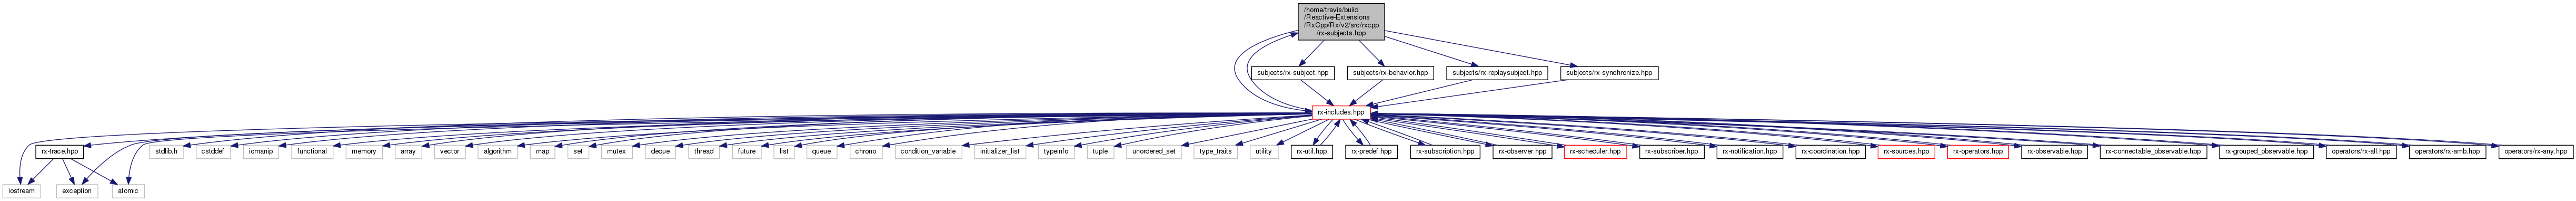 /home/travis/build
/Reactive-Extensions
/RxCpp/Rx/v2/src/rxcpp
/rx-subjects.hpp
subjects/rx-subject.hpp
subjects/rx-behavior.hpp
subjects/rx-replaysubject.hpp
subjects/rx-synchronize.hpp
rx-includes.hpp
rx-trace.hpp
stdlib.h
cstddef
iomanip
functional
memory
array
vector
algorithm
map
set
mutex
deque
thread
future
list
queue
chrono
condition_variable
initializer_list
typeinfo
tuple
unordered_set
type_traits
utility
rx-util.hpp
rx-predef.hpp
rx-subscription.hpp
rx-observer.hpp
rx-scheduler.hpp
rx-subscriber.hpp
rx-notification.hpp
rx-coordination.hpp
rx-sources.hpp
rx-operators.hpp
rx-observable.hpp
rx-connectable_observable.hpp
rx-grouped_observable.hpp
operators/rx-all.hpp
operators/rx-amb.hpp
operators/rx-any.hpp
iostream
exception
atomic